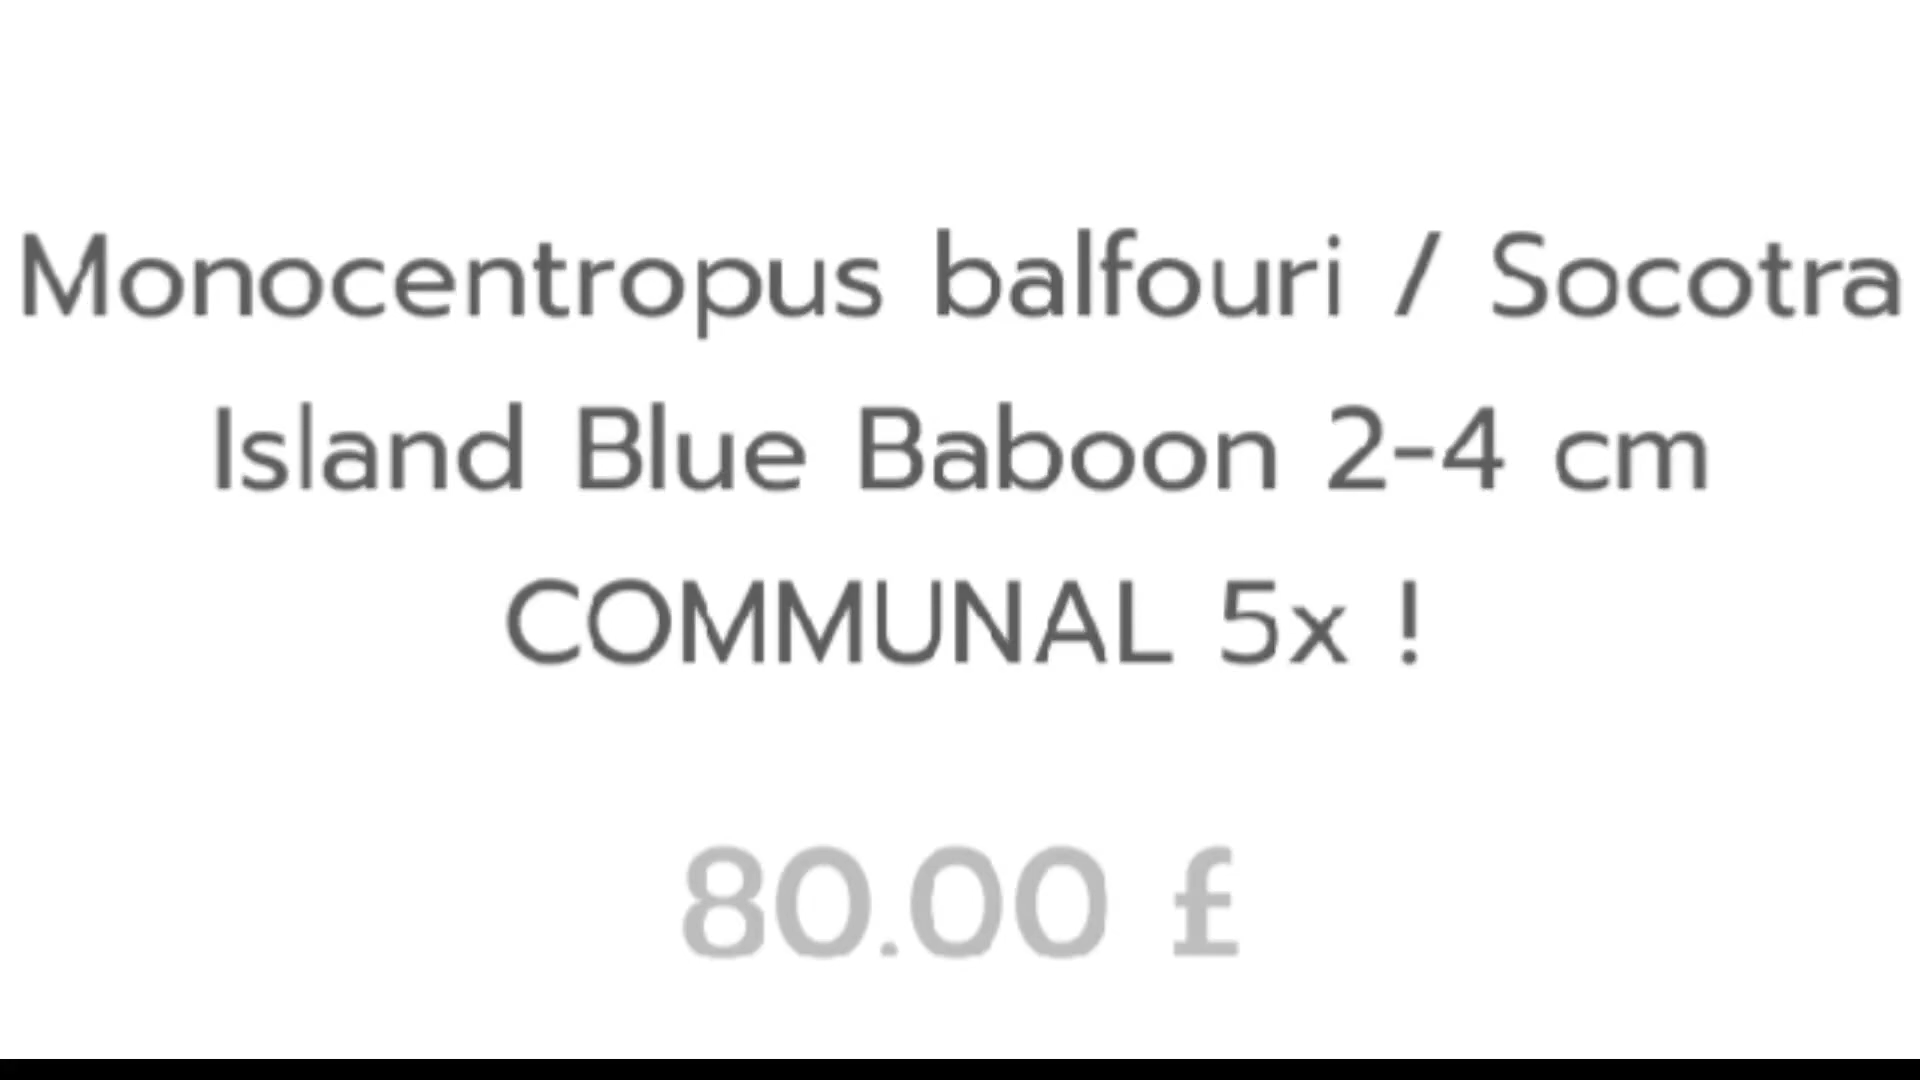 Monocentropus balfouri / Socotra
Island Blue Baboon 2-4 cm
COMMUNAL 5x !
80.00 £